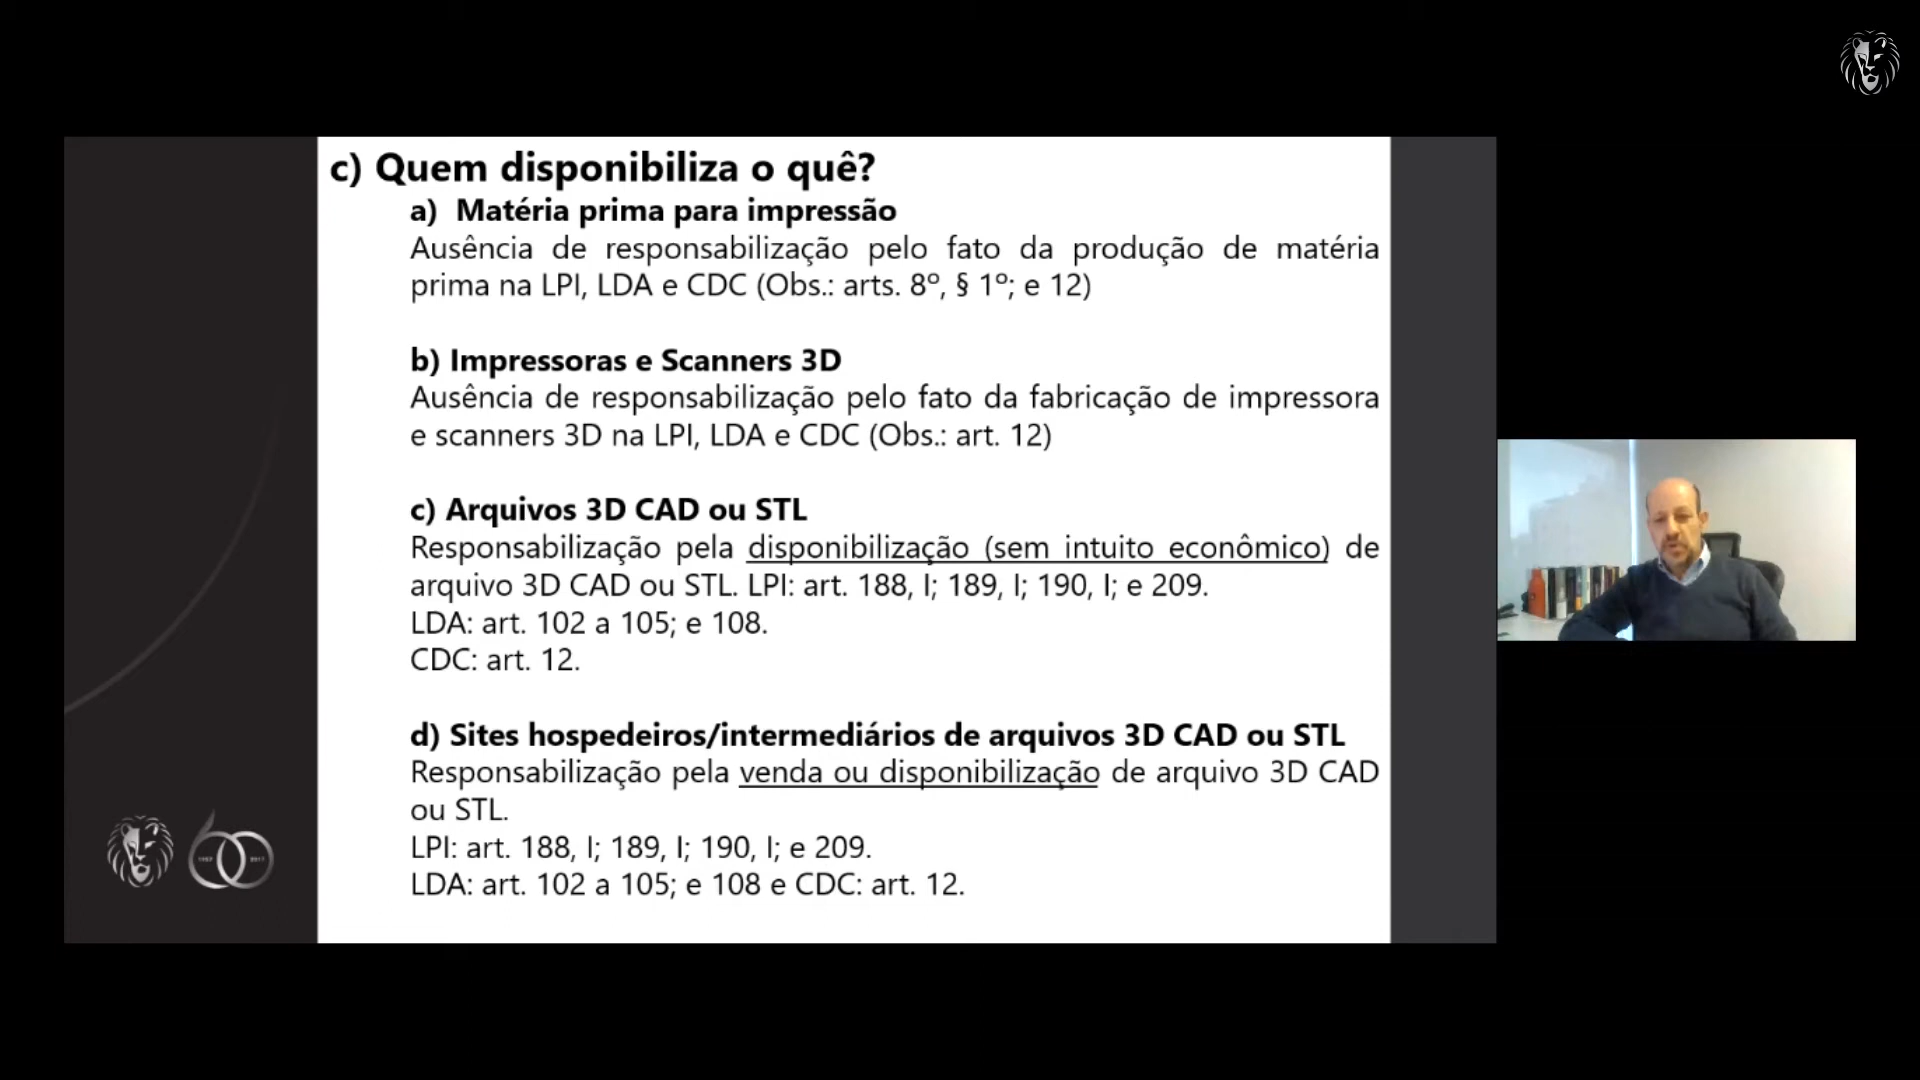 c) Quem disponibiliza o quê?
a) Matéria prima para impressão
Ausência de responsabilização pelo fato da produção de matéria
prima na LPI, LDA e CDC (Obs.: arts. 8º, § 1º; e 12)
b) Impressoras e Scanners 3D
Ausência de responsabilização pelo fato da fabricação de impressora
e scanners 3D na LPI, LDA e CDC (Obs.: art. 12)
c) Arquivos 3D CAD ou STL
Responsabilização pela disponibilização (sem intuito econômico) de
arquivo 3D CAD ou STL. LPI: art. 188, I; 189, I; 190, I; e 209.
LDA: art. 102 a 105; e 108.
CDC: art. 12.
d) Sites hospedeiros/intermediários de arquivos 3D CAD ou STL
Responsabilização pela venda ou disponibilização de arquivo 3D CAD
ou STL.
LPI: art. 188, I; 189, I; 190, I; e 209.
LDA: art. 102 a 105; e 108 e CDC: art. 12.
60